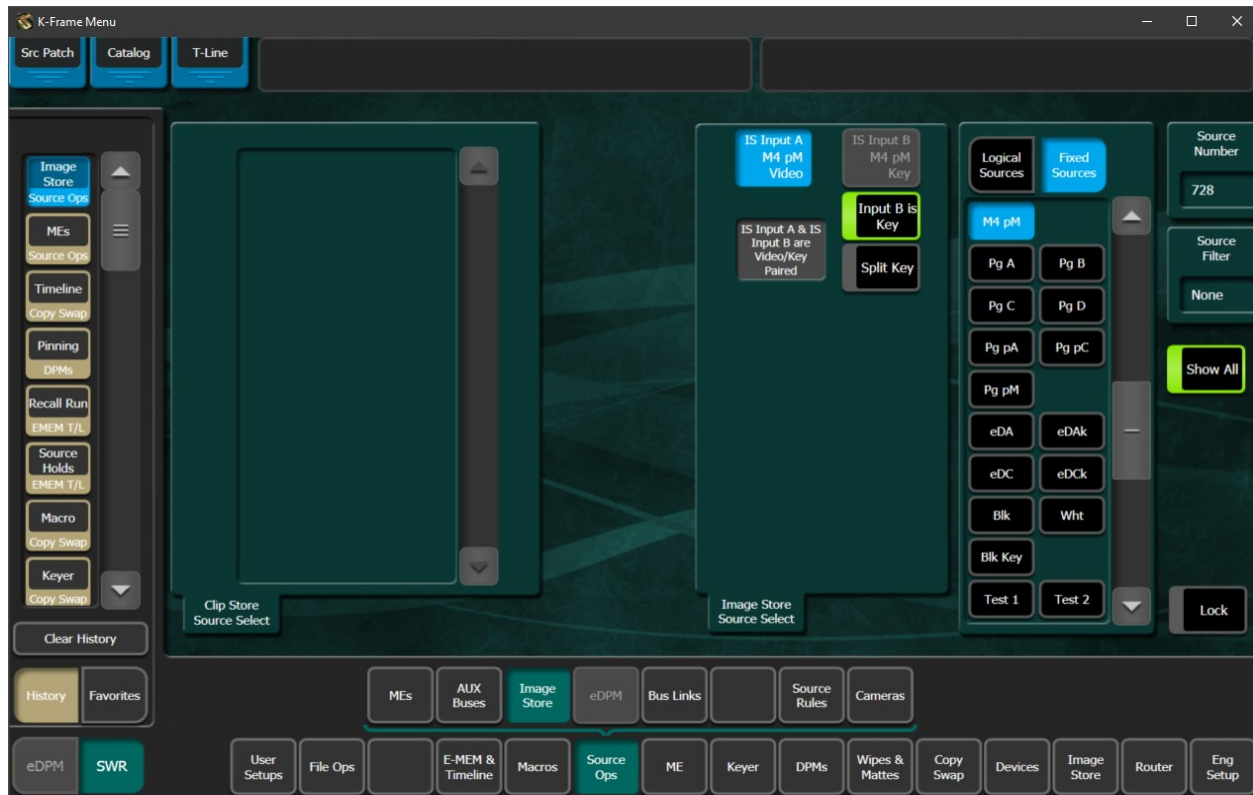 K-Frame Menu
Src Patch
Catalog
T-Line
Image
Store
Source Ops
MEs
Source Ops
Timeline
Copy Swap
Pinning
DPMs
Recall Run
EMEM T/L
Source
Holds
EMEM T/L
Macro
Copy Swap
Keyer
Copy Swap
Clear History
History
Favorites
eDPM
SWR
Clip Store
Source Select
IS Input A
M4 pM
Video
IS Input B
M4 pM
Key
Input B is
Key
IS Input A & IS
Input B are
Video/Key
Paired
Split Key
Image Store
Source Select
Logical
Sources
Fixed
Sources
M4 pM
Pg A
Pg B
Pg C
Pg D
Pg pA
Pg pC
Pg pM
eDA
eDAk
eDC
eDCk
Blk
Wht
Blk Key
Test 1
Test 2
Source
Number
728
Source
Filter
None
Show All
Lock
MEs
AUX
Buses
Image
Store
eDPM
Bus Links
Source
Rules
Cameras
User
Setups
File Ops
E-MEM &
Timeline
Macros
Source
Ops
ME
Keyer
DPMs
Wipes &
Mattes
Copy
Swap
Devices
Image
Store
Router
Eng
Setup